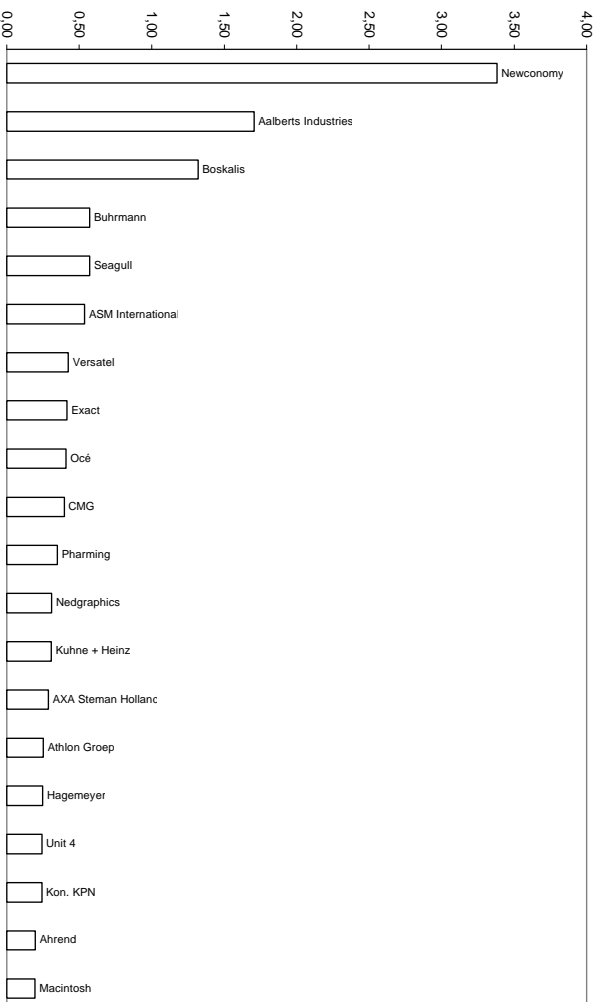 0,00
0,50
1,00
1,50
2,00
2,50
3,00
3,50
4,00
Newconomy
Aalberts Industries
Boskalis
Buhrmann
Seagull
ASM International
Versatel
Exact
Océ
CMG
Pharming
Nedgraphics
Kuhne + Heinz
AXA Steman Holland
Athlon Groep
Hagemeyer
Unit 4
Kon. KPN
Ahrend
Macintosh